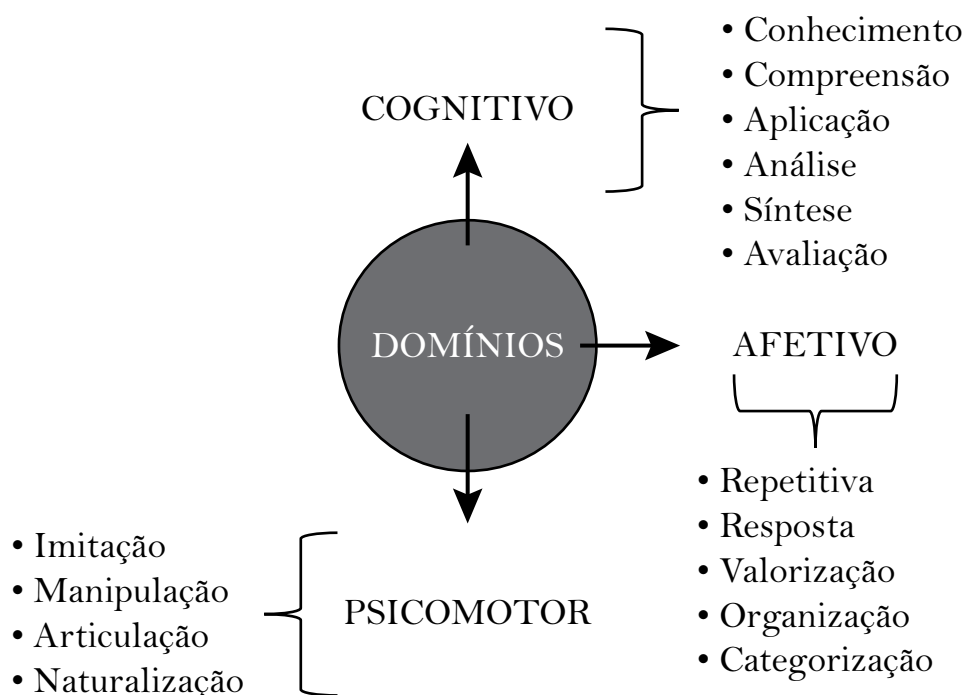 COGNITIVO
• Conhecimento
• Compreensão
• Aplicação
• Análise
• Síntese
• Avaliação
DOMÍNIOS
AFETIVO
• Repetitiva
• Resposta
• Valorização
• Organização
• Categorização
PSICOMOTOR
• Imitação
• Manipulação
• Articulação
• Naturalização